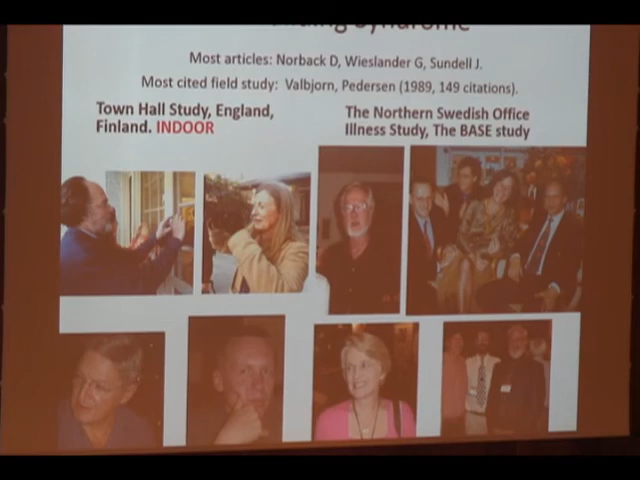 Syndrome
Most articles: Norback D, Wieslander G, Sundell J.
Most cited field study: Valbjorn, Pedersen (1989, 149 citations).
Town Hall Study, England,
Finland. INDOOR
The Northern Swedish Office
Illness Study, The BASE study